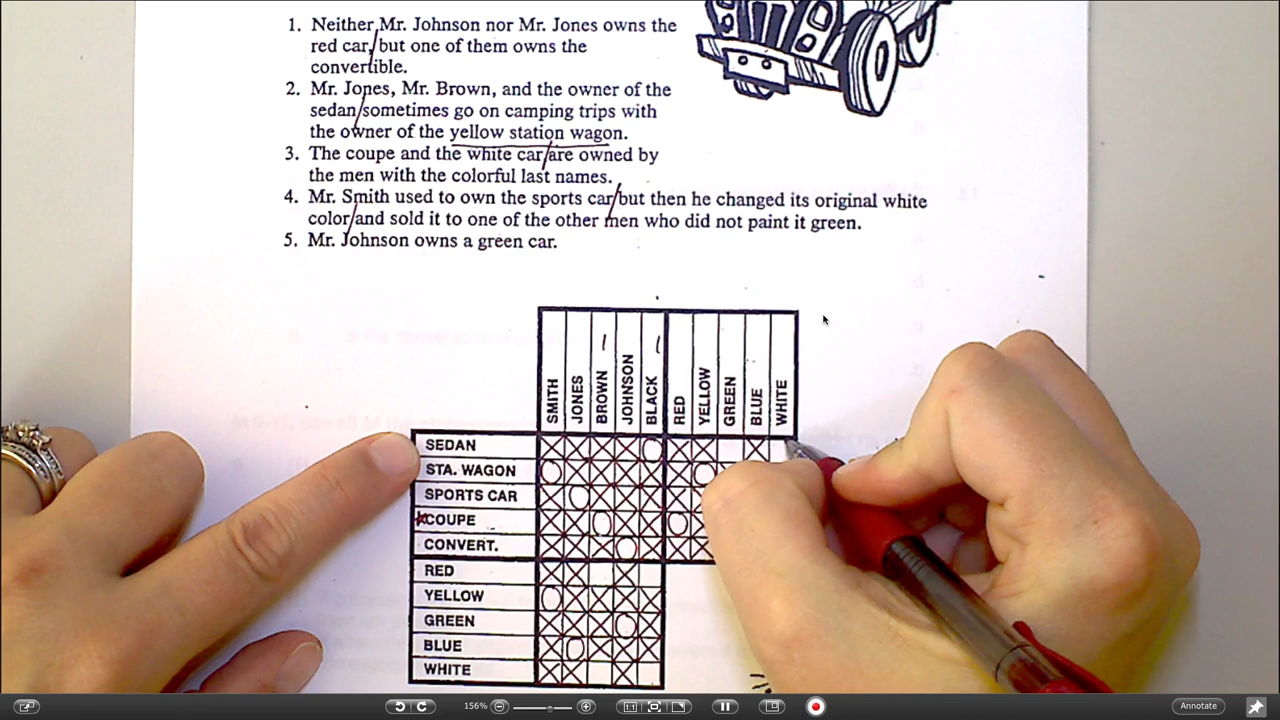 1. Neither Mr. Johnson nor Mr. Jones owns the
red car, but one of them owns the
convertible.
2. Mr. Jones, Mr. Brown, and the owner of the
sedan sometimes go on camping trips with
the owner of the yellow station wagon.
3. The coupe and the white car are owned by
the men with the colorful last names.
4. Mr. Smith used to own the sports car but then he changed its original white
color and sold it to one of the other men who did not paint it green.
5. Mr. Johnson owns a green car.
SMITH
JONES
BROWN
JOHNSON
BLACK
RED
YELLOW
GREEN
BLUE
WHITE
SEDAN
STA. WAGON
SPORTS CAR
COUPE
CONVERT.
RED
YELLOW
GREEN
BLUE
WHITE
156%
Annotate